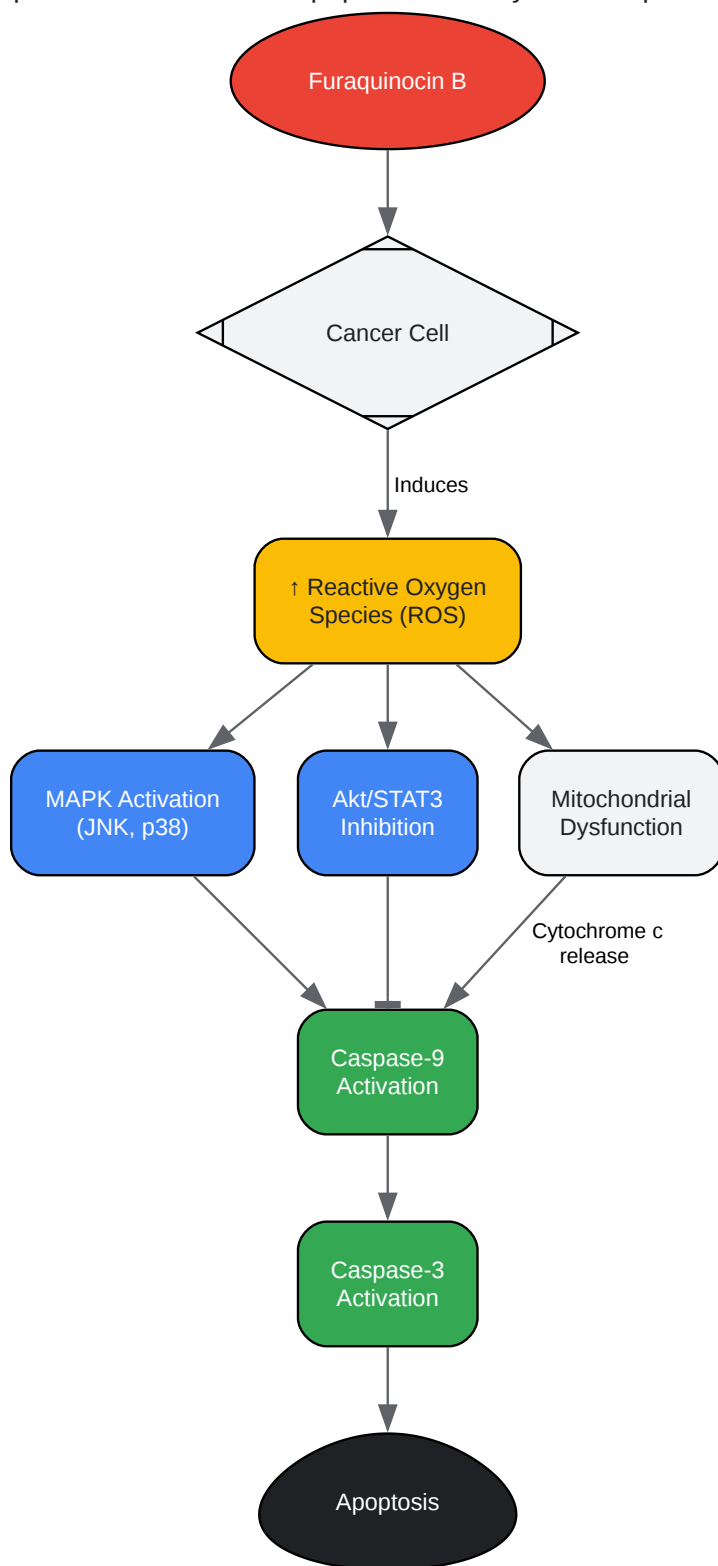 Furaquinocin B
Cancer Cell
Induces
↑ Reactive Oxygen
Species (ROS)
MAPK Activation
(JNK, p38)
Akt/STAT3
Inhibition
Mitochondrial
Dysfunction
Cytochrome c
release
Caspase-9
Activation
Caspase-3
Activation
Apoptosis